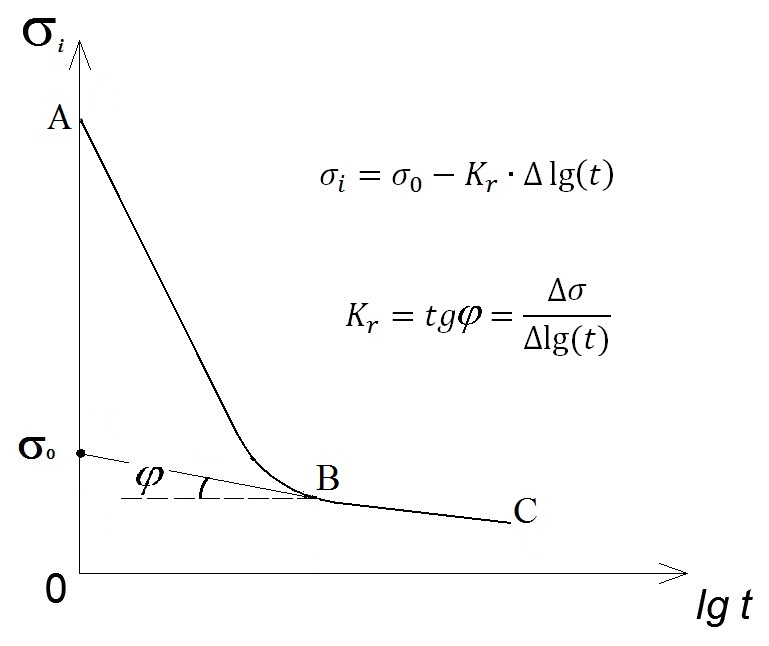 σᵢ
A
σᵢ = σ₀ − Kᵣ · Δ lg(t)
Kᵣ = tgφ = Δσ / Δlg(t)
σ₀
φ
B
C
0
lg t